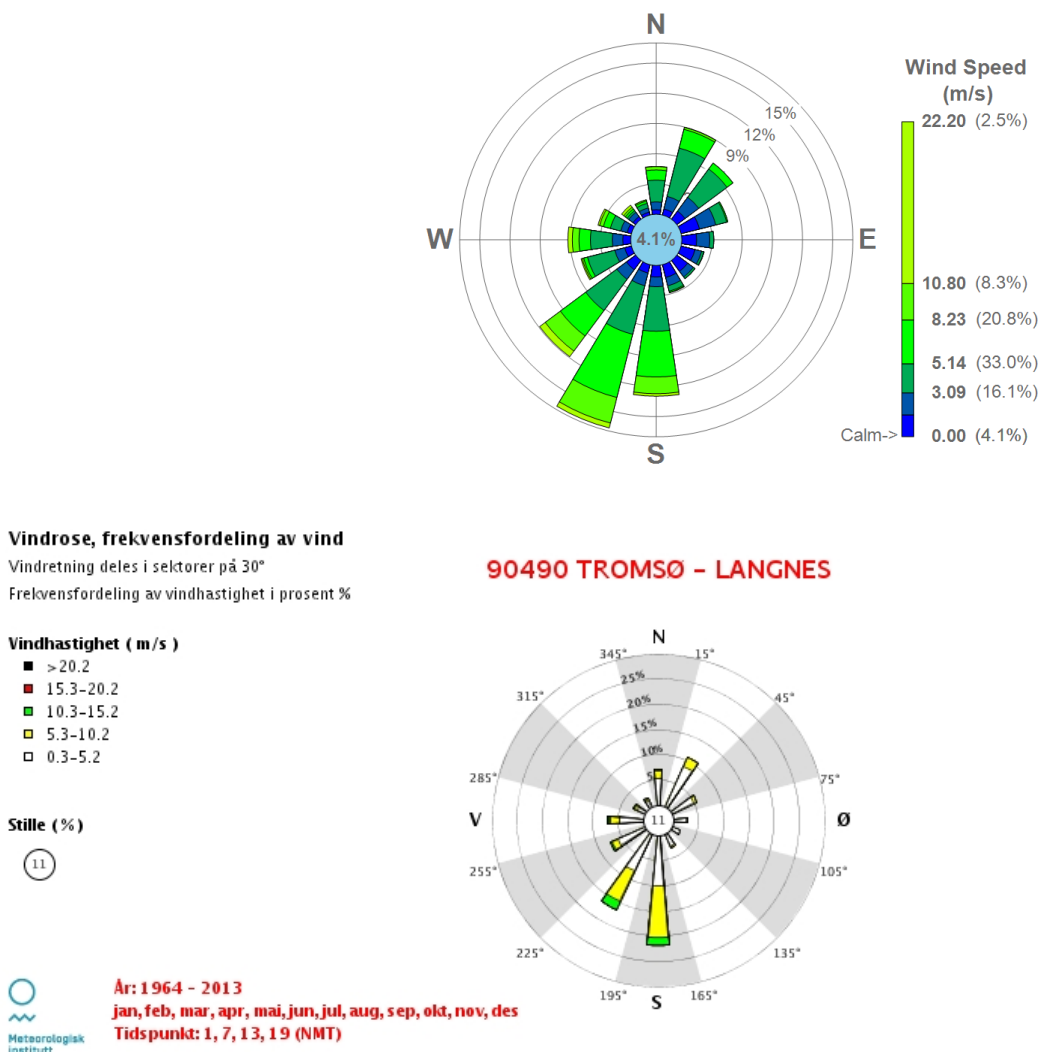 N
Wind Speed
(m/s)
15%
12%
9%
22.20 (2.5%)
W
4.1%
E
10.80 (8.3%)
8.23 (20.8%)
5.14 (33.0%)
3.09 (16.1%)
Calm-> 0.00 (4.1%)
S
Vindrose, frekvensfordeling av vind
Vindretning deles i sektorer på 30°
Frekvensfordeling av vindhastighet i prosent %
90490 TROMSØ – LANGNES
Vindhastighet ( m/s )
>20.2
15.3-20.2
10.3-15.2
5.3-10.2
0.3-5.2
Stille (%)
11
N
345°
15°
25%
315°
20%
45°
15%
10%
285°
5
75°
V
11
Ø
255°
105°
225°
135°
195°
S
165°
År: 1964 - 2013
jan, feb, mar, apr, mai, jun, jul, aug, sep, okt, nov, des
Tidspunkt: 1, 7, 13, 19 (NMT)
Meteorologisk
institutt